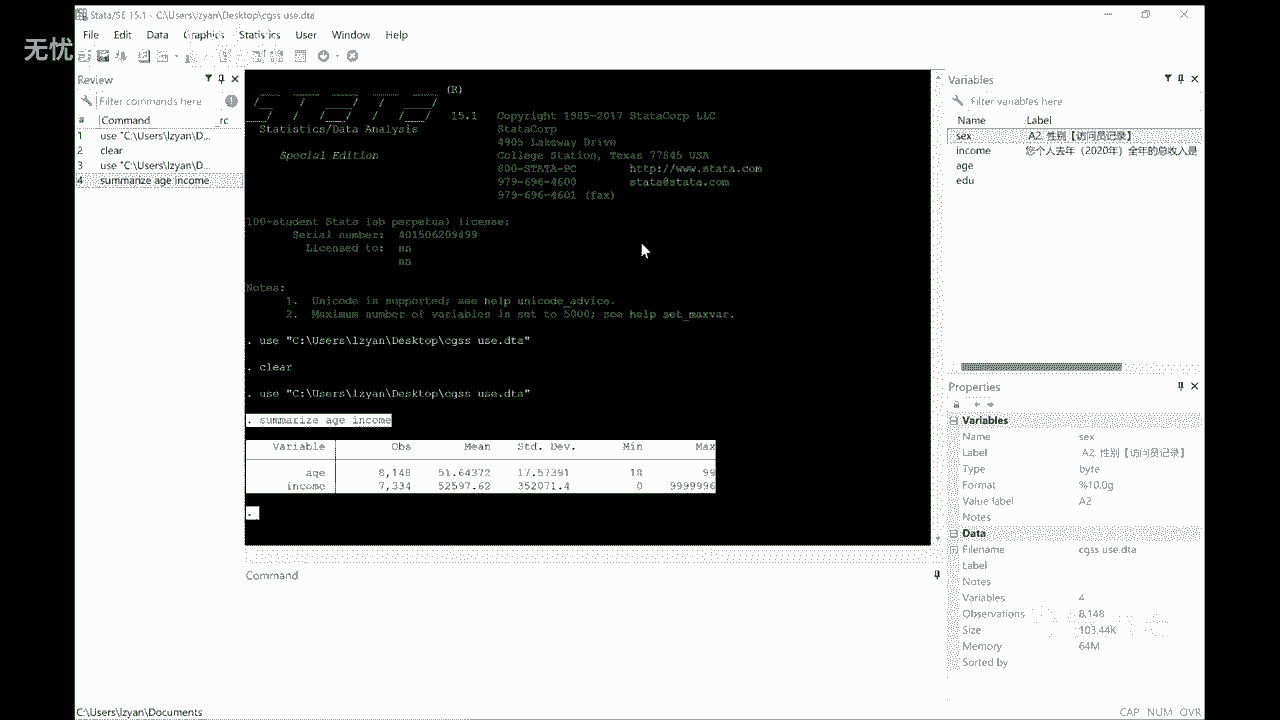 Stata/SE 15.1 - C:\Users\lzyan\Desktop\cgss use.dta
File Edit Data Graphics Statistics User Window Help
无忧
Review
Filter commands here
# Command _rc
1 use "C:\Users\lzyan\D...
2 clear
3 use "C:\Users\lzyan\D...
4 summarize age income
(R)
15.1 Copyright 1985-2017 StataCorp LLC
Statistics/Data Analysis StataCorp
4905 Lakeway Drive
Special Edition College Station, Texas 77845 USA
800-STATA-PC http://www.stata.com
979-696-4600 stata@stata.com
979-696-4601 (fax)
100-student Stata lab perpetual license:
Serial number: 401506209499
Licensed to: nn
nn
Notes:
1. Unicode is supported; see help unicode_advice.
2. Maximum number of variables is set to 5000; see help set_maxvar.
. use "C:\Users\lzyan\Desktop\cgss use.dta"
. clear
. use "C:\Users\lzyan\Desktop\cgss use.dta"
. summarize age income
Variable Obs Mean Std. Dev. Min Max
age 8,148 51.64372 17.57391 18 99
income 7,334 52597.62 352071.4 0 9999996
.
Command
Variables
Filter variables here
Name Label
sex A2. 性别【访问员记录】
income 您个人去年（2020年）全年的总收入是
age
edu
Properties
Variables
Name sex
Label A2. 性别【访问员记录】
Type byte
Format %10.0g
Value label A2
Notes
Data
Filename cgss use.dta
Label
Notes
Variables 4
Observations 8,148
Size 103.44K
Memory 64M
Sorted by
C:\Users\lzyan\Documents
CAP NUM OVR